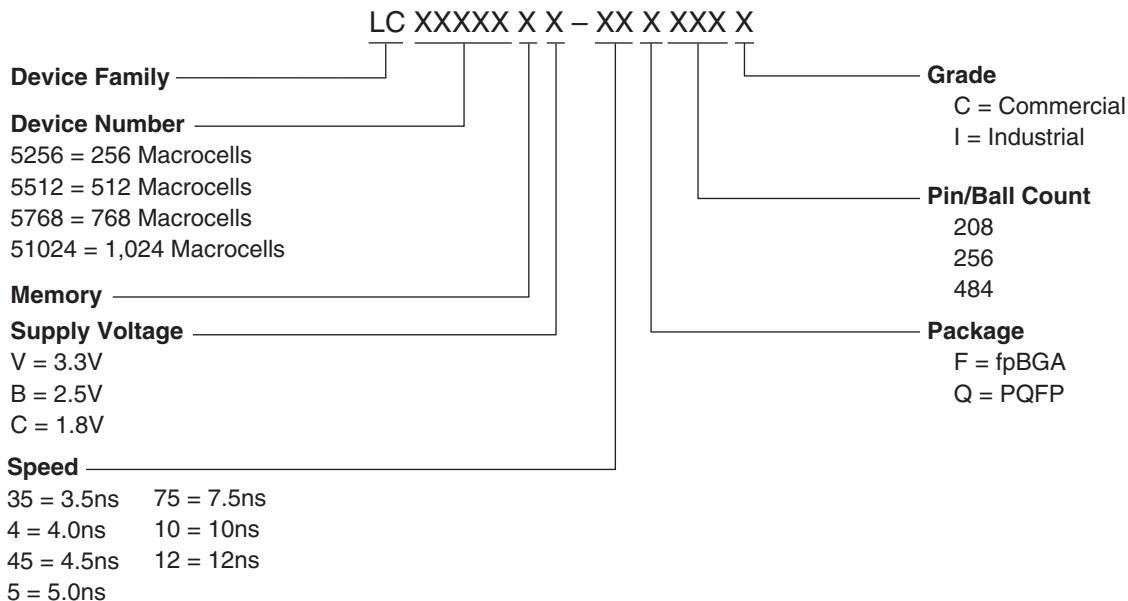 LC XXXXX X X – XX X XXX X
Device Family
Device Number
5256 = 256 Macrocells
5512 = 512 Macrocells
5768 = 768 Macrocells
51024 = 1,024 Macrocells
Memory
Supply Voltage
V = 3.3V
B = 2.5V
C = 1.8V
Speed
35 = 3.5ns
4 = 4.0ns
45 = 4.5ns
5 = 5.0ns
75 = 7.5ns
10 = 10ns
12 = 12ns
Grade
C = Commercial
I = Industrial
Pin/Ball Count
208
256
484
Package
F = fpBGA
Q = PQFP